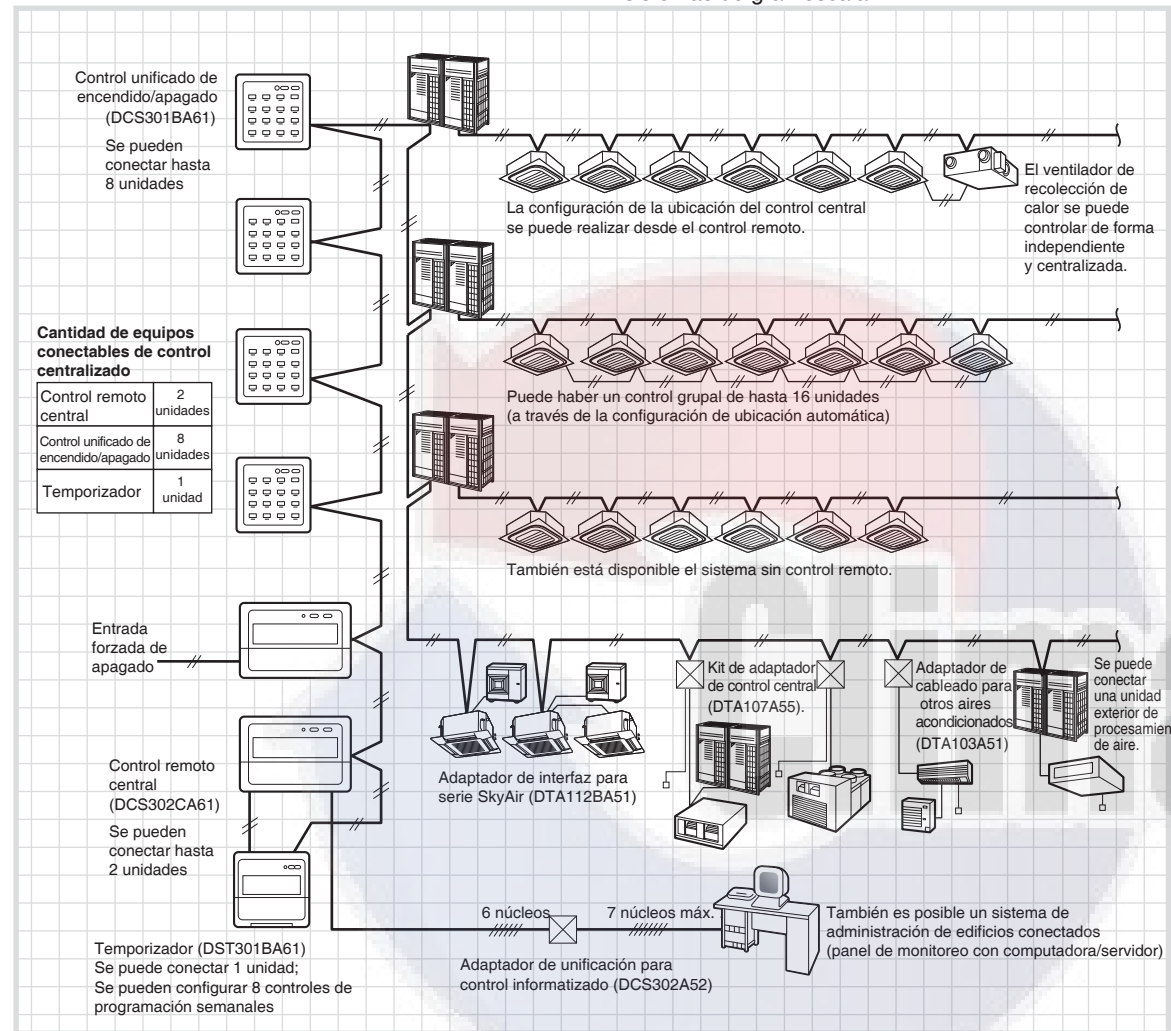 Control unificado de
encendido/apagado
(DCS301BA61)
Se pueden
conectar hasta
8 unidades
El ventilador de
recolección de
calor se puede
controlar de forma
independiente
y centralizada.
La configuración de la ubicación del control central
se puede realizar desde el control remoto.
Cantidad de equipos
conectables de control
centralizado
Control remoto
central
2
unidades
Control unificado de
encendido/apagado
8
unidades
Temporizador
1
unidad
Puede haber un control grupal de hasta 16 unidades
(a través de la configuración de ubicación automática)
También está disponible el sistema sin control remoto.
Entrada
forzada de
apagado
Kit de adaptador
de control central
(DTA107A55).
Adaptador de
cableado para
otros aires
acondicionados
(DTA103A51)
Se puede
conectar
una unidad
exterior de
procesamien
de aire.
Adaptador de interfaz para
serie SkyAir (DTA112BA51)
Control remoto
central
(DCS302CA61)
Se pueden
conectar hasta
2 unidades
6 núcleos
7 núcleos máx.
También es posible un sistema de
administración de edificios conectados
(panel de monitoreo con computadora/servidor)
Temporizador (DST301BA61)
Se puede conectar 1 unidad;
Se pueden configurar 8 controles de
programación semanales
Adaptador de unificación para
control informatizado (DCS302A52)